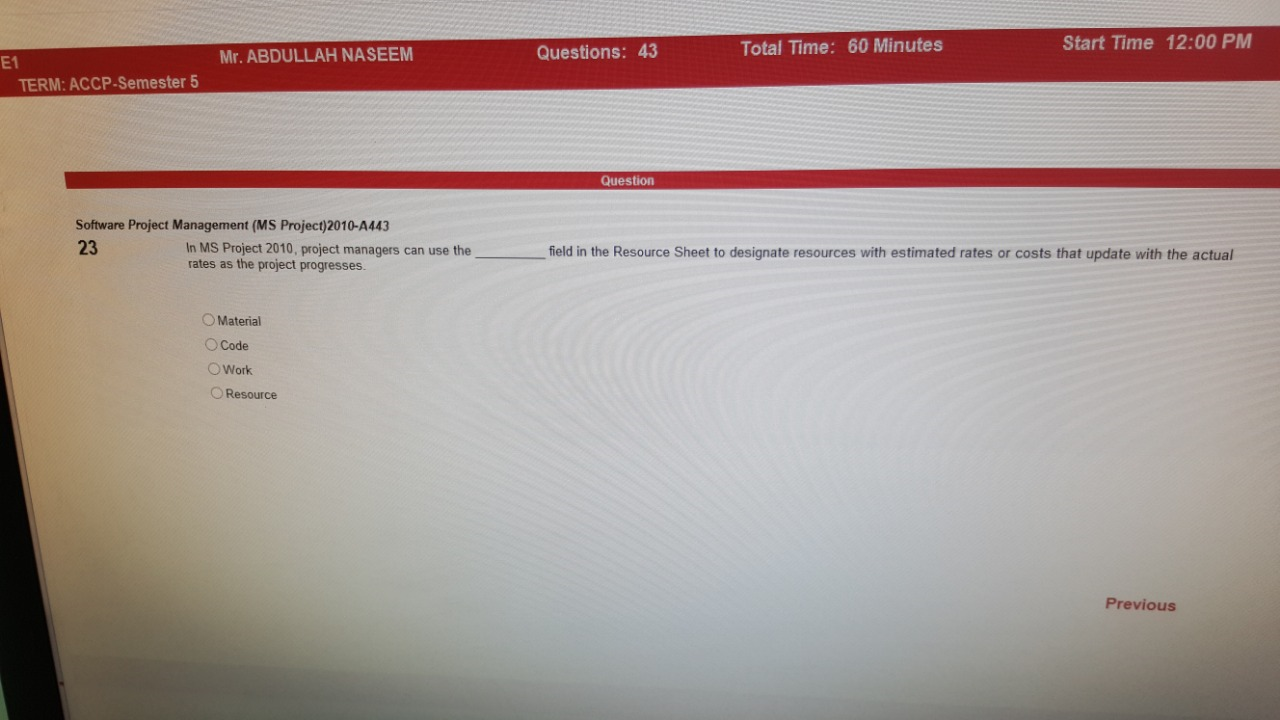 E1 Mr. ABDULLAH NASEEM Questions: 43 Total Time: 60 Minutes Start Time 12:00 PM
TERM: ACCP-Semester 5
Question
Software Project Management (MS Project)2010-A443
23 In MS Project 2010, project managers can use the __________ field in the Resource Sheet to designate resources with estimated rates or costs that update with the actual
rates as the project progresses.
Material
Code
Work
Resource
Previous